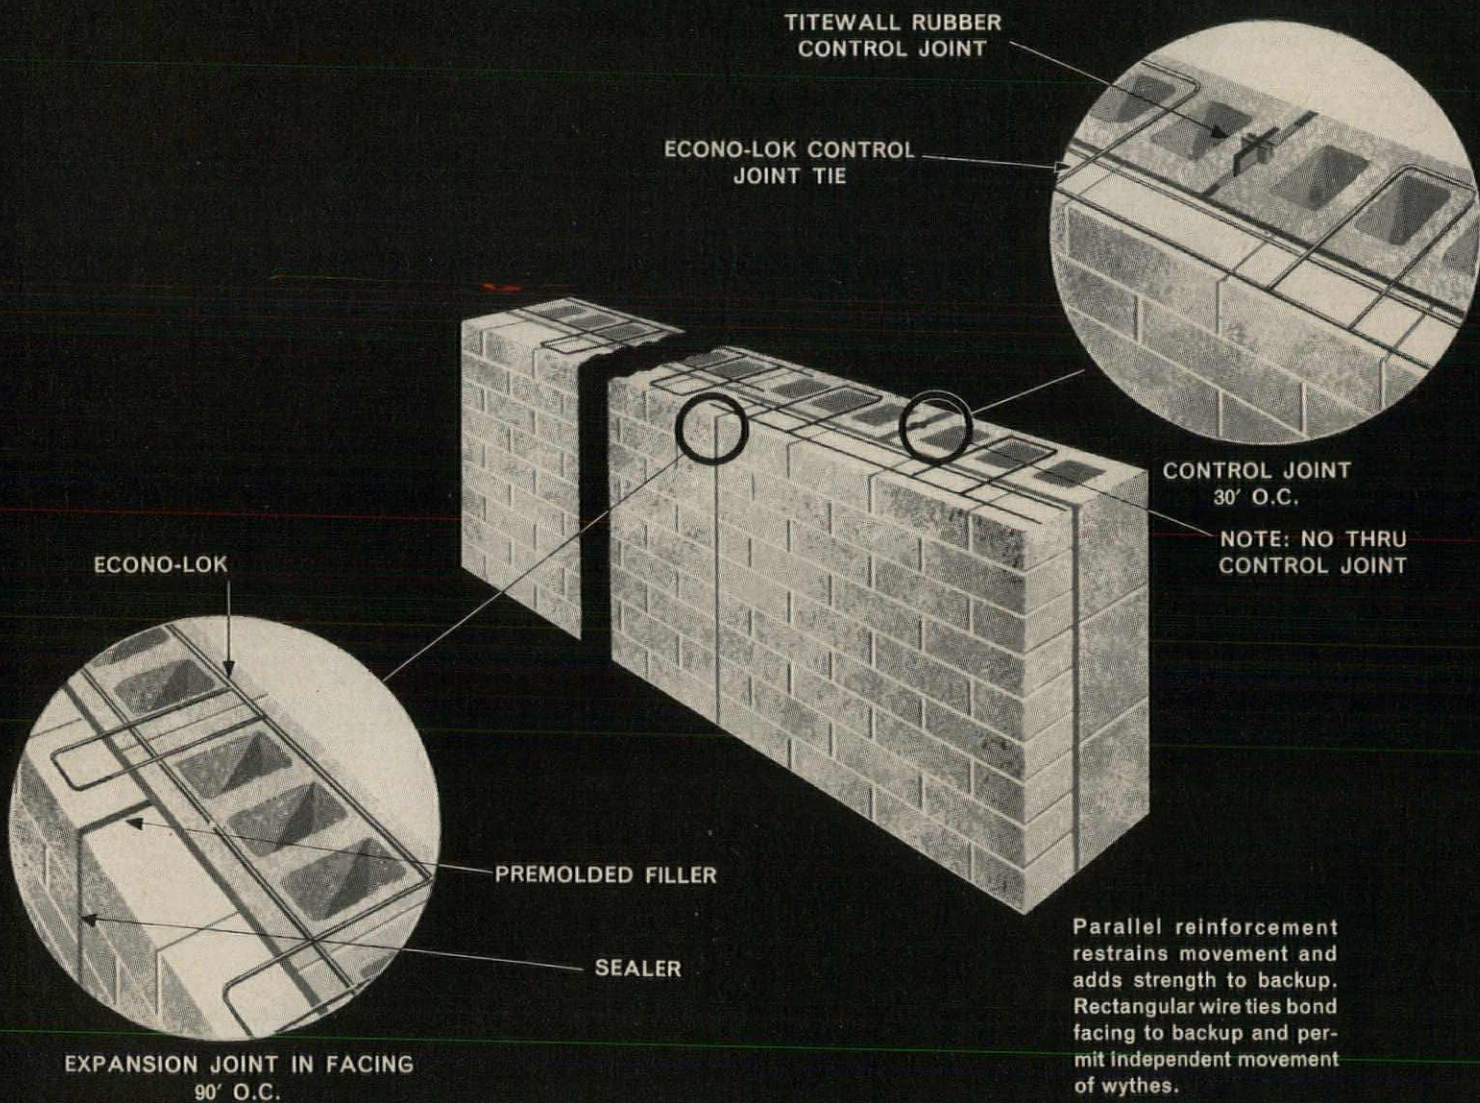 TITEWALL RUBBER
CONTROL JOINT
ECONO-LOK CONTROL
JOINT TIE
CONTROL JOINT
30' O.C.
NOTE: NO THRU
CONTROL JOINT
ECONO-LOK
PREMOLDED FILLER
SEALER
EXPANSION JOINT IN FACING
90' O.C.
Parallel reinforcement
restrains movement and
adds strength to backup.
Rectangular wire ties bond
facing to backup and per-
mit independent movement
of wythes.